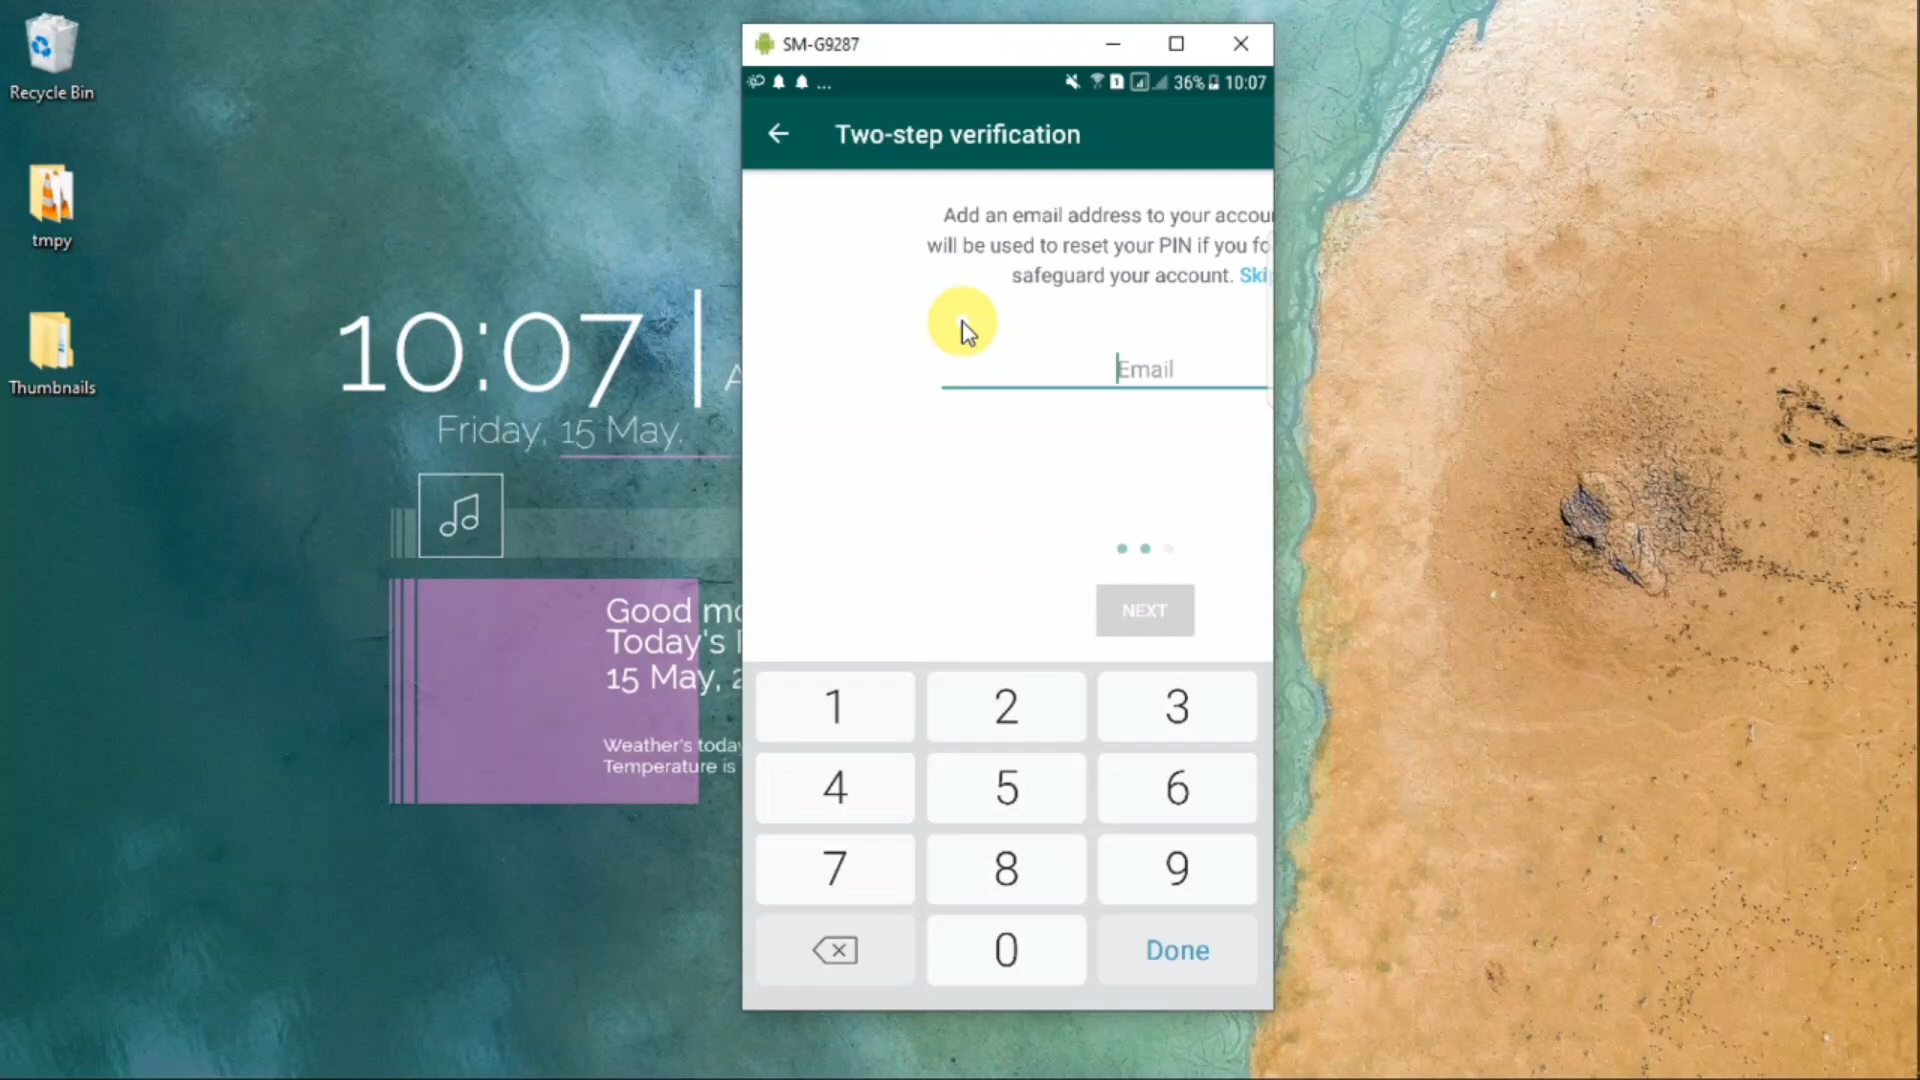 Recycle Bin
tmpy
Thumbnails
10:07
Friday, 15 May.
Good mo
Today's
15 May, 2
Weather's today
Temperature is
SM-G9287
...
36%
10:07
Two-step verification
Add an email address to your accou
will be used to reset your PIN if you fo
safeguard your account. Ski
Email
NEXT
1 2 3
4 5 6
7 8 9
0 Done